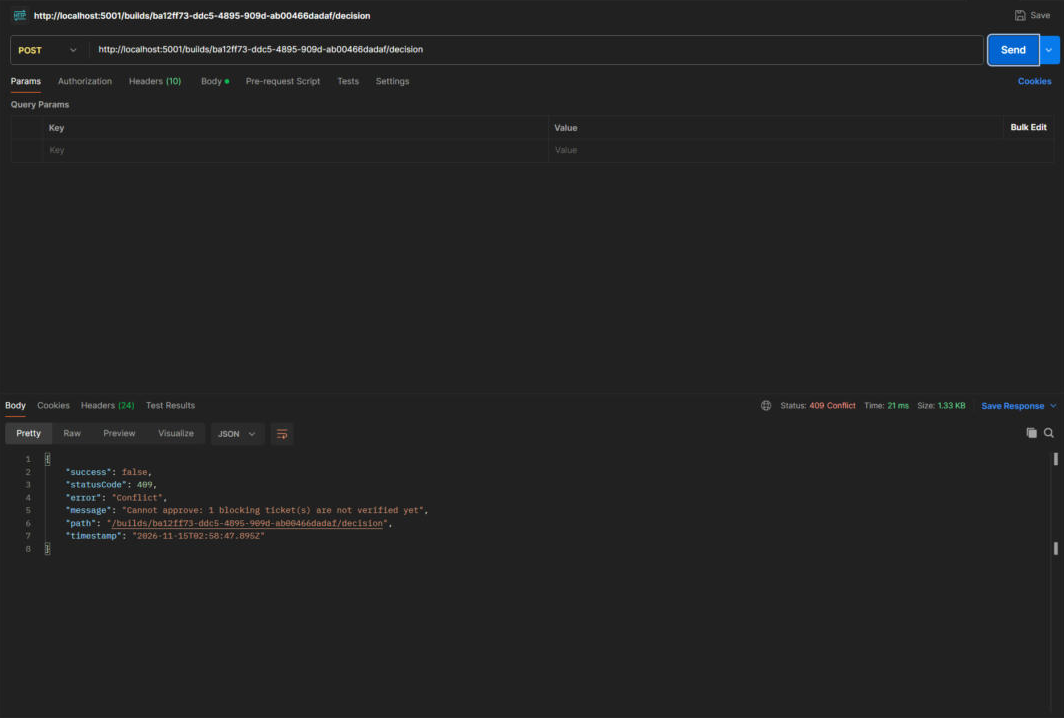 http://localhost:5001/builds/ba12ff73-ddc5-4895-909d-ab00466dadaf/decision Save
POST http://localhost:5001/builds/ba12ff73-ddc5-4895-909d-ab00466dadaf/decision Send
Params Authorization Headers (10) Body Pre-request Script Tests Settings Cookies
Query Params
Key Value Bulk Edit
Key Value
Body Cookies Headers (24) Test Results Status: 409 Conflict Time: 21 ms Size: 1.33 KB Save Response
Pretty Raw Preview Visualize JSON
1 {
2 "success": false,
3 "statusCode": 409,
4 "error": "Conflict",
5 "message": "Cannot approve: 1 blocking ticket(s) are not verified yet",
6 "path": "/builds/ba12ff73-ddc5-4895-909d-ab00466dadaf/decision",
7 "timestamp": "2026-11-15T02:58:47.895Z"
8 }